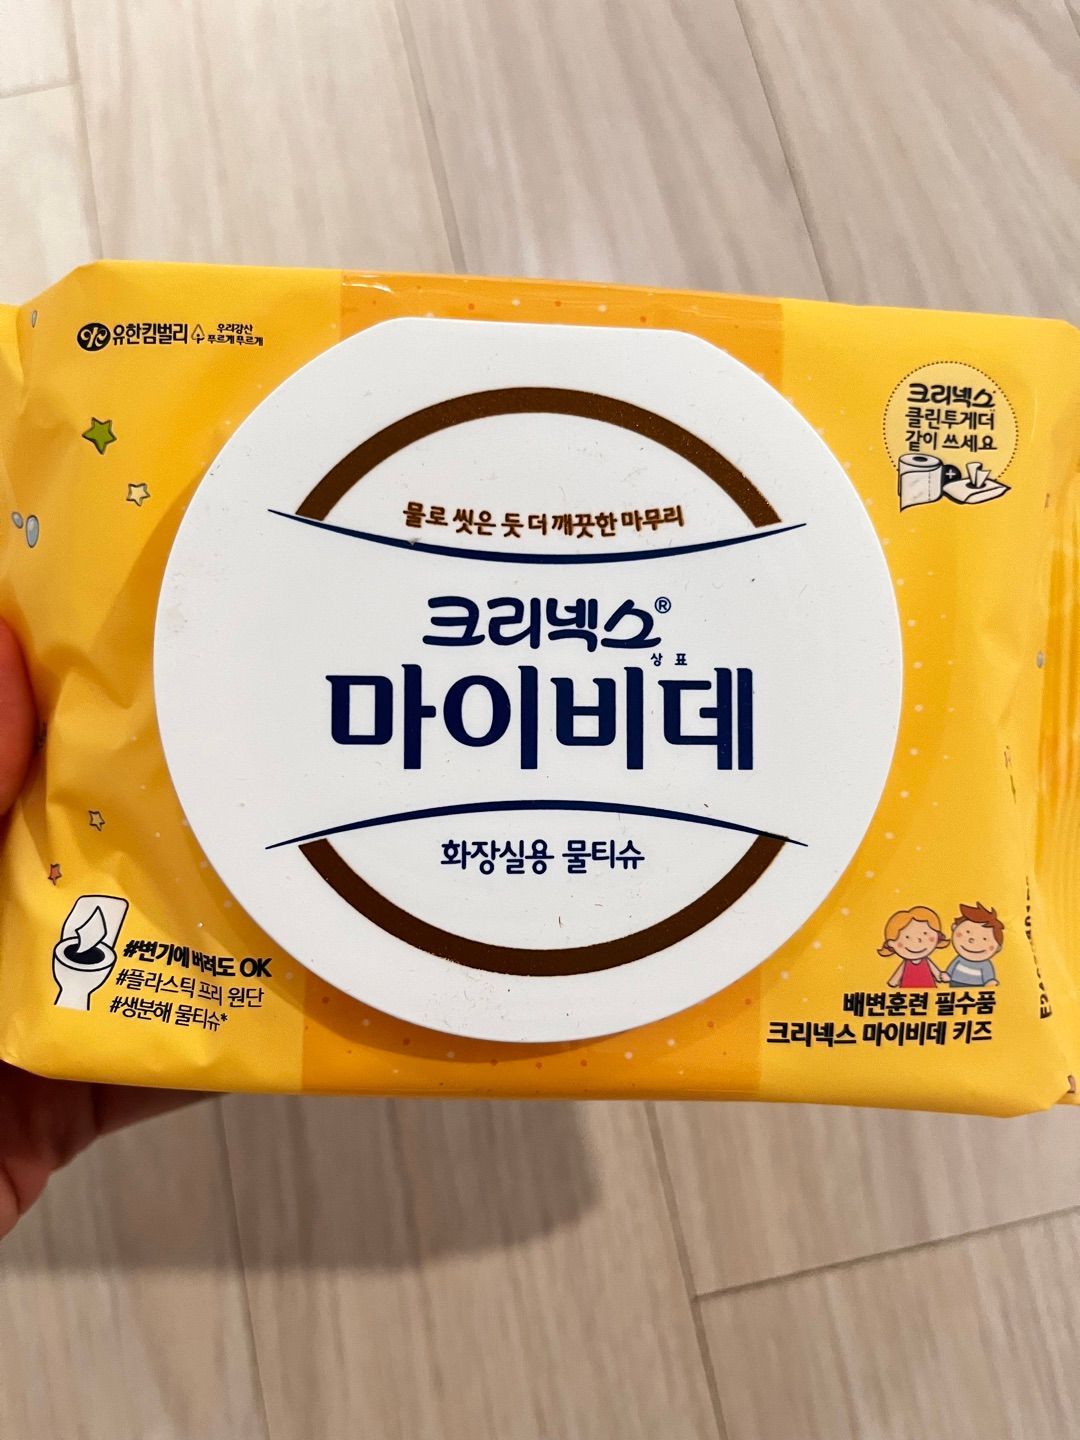 유한킴벌리
우리강산
푸르게 푸르게
크리넥스
클린투게더
같이 쓰세요
물로 씻은 듯 더 깨끗한 마무리
크리넥스®
상표
마이비데
화장실용 물티슈
#변기에 버려도 OK
#플라스틱 프리 원단
#생분해 물티슈*
배변훈련 필수품
크리넥스 마이비데 키즈